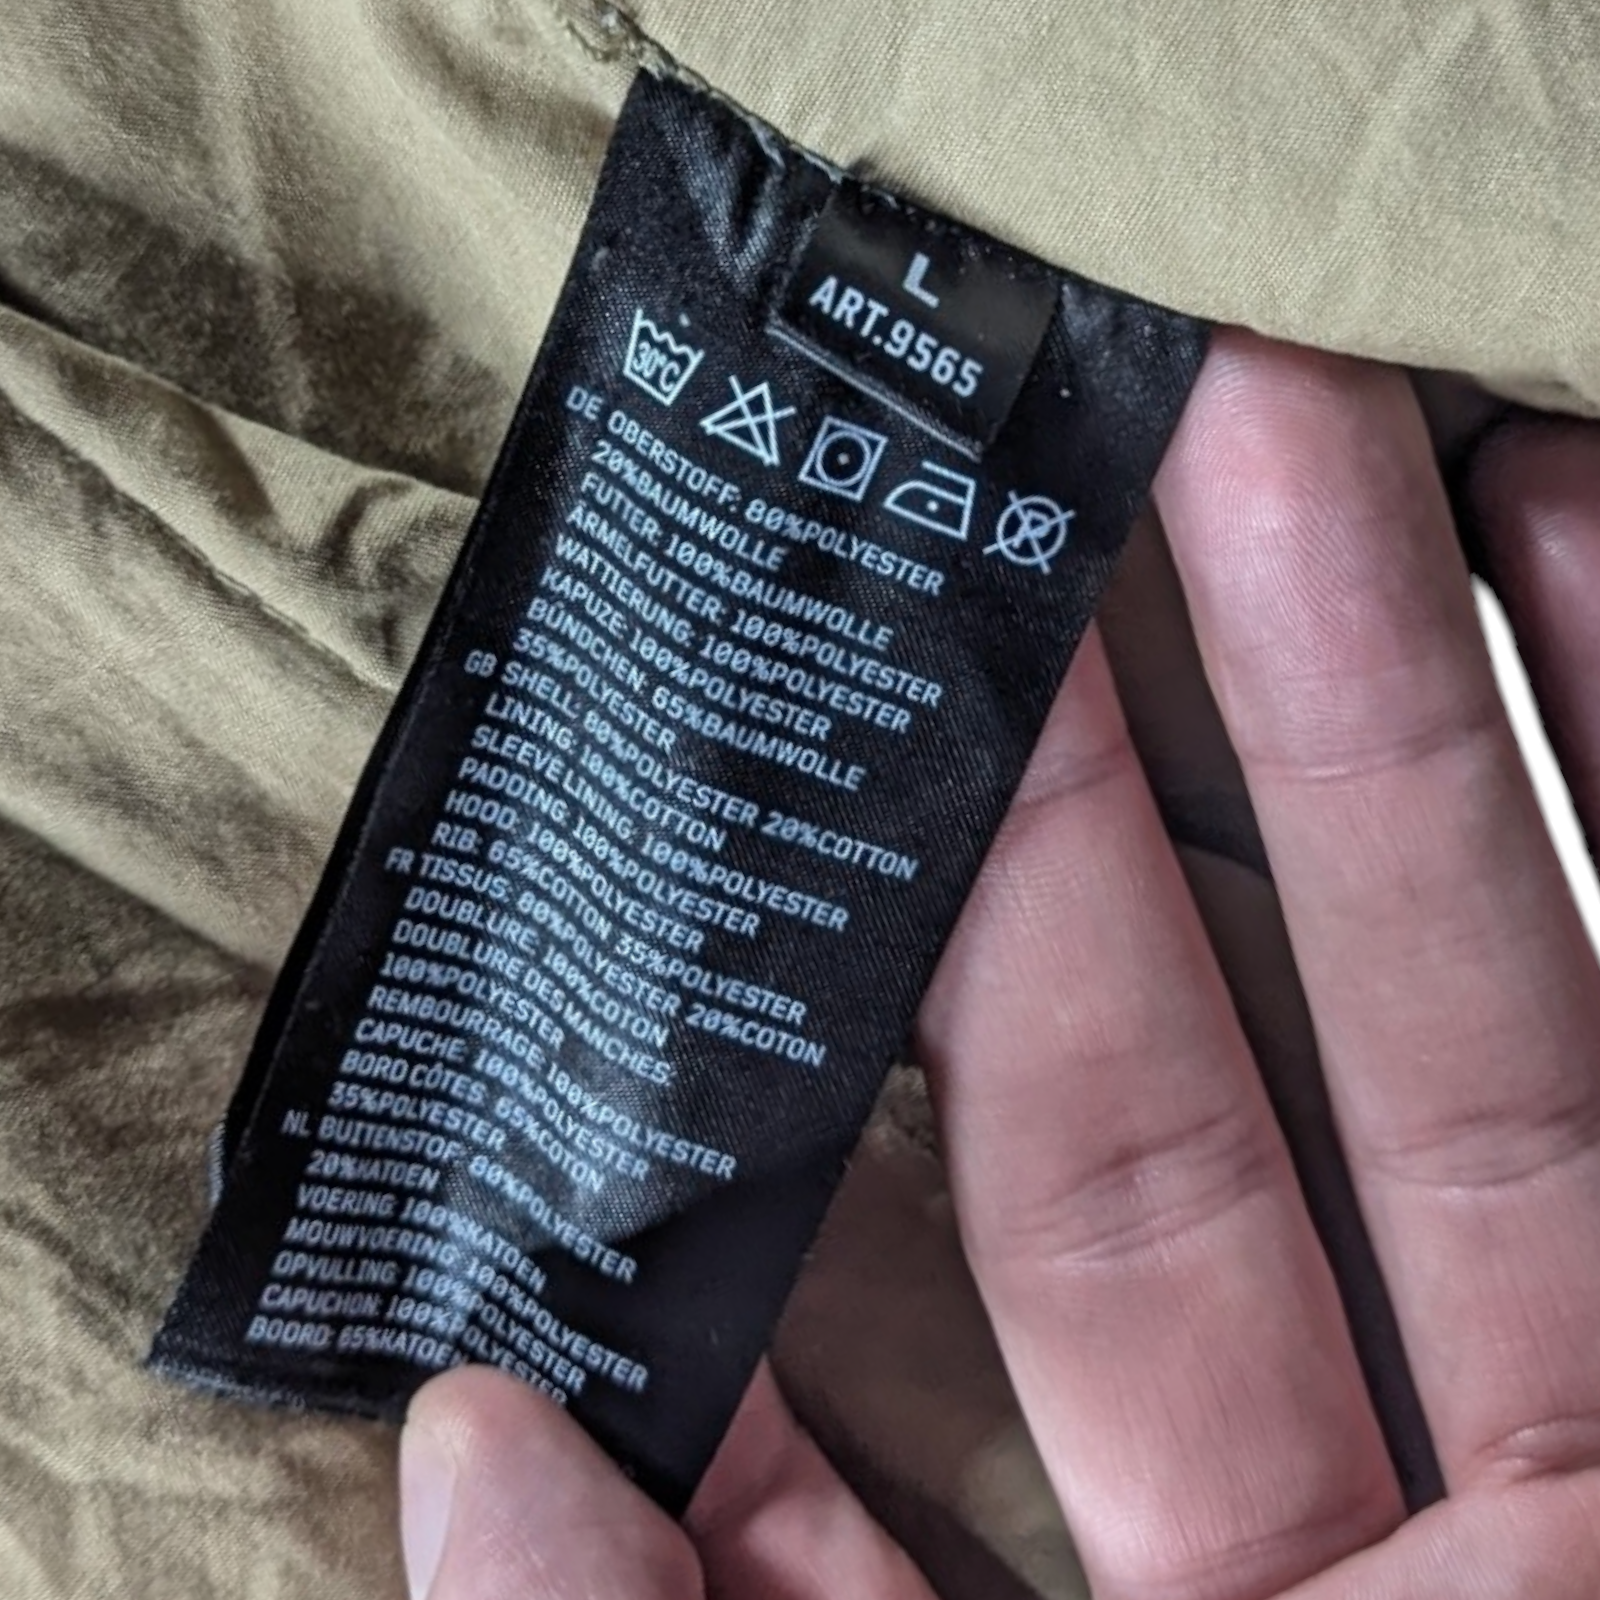 L
ART.9565
30°C
P
DE OBERSTOFF: 80%POLYESTER
20%BAUMWOLLE
FUTTER: 100%BAUMWOLLE
ÄRMELFUTTER: 100%POLYESTER
WATTIERUNG: 100%POLYESTER
KAPUZE: 100%POLYESTER
BÜNDCHEN: 65%BAUMWOLLE
35%POLYESTER
GB SHELL: 80%POLYESTER 20%COTTON
LINING: 100%COTTON
SLEEVE LINING: 100%POLYESTER
PADDING: 100%POLYESTER
HOOD: 100%POLYESTER
RIB: 65%COTTON 35%POLYESTER
FR TISSUS: 80%POLYESTER 20%COTON
DOUBLURE: 100%COTON
DOUBLURE DES MANCHES:
100%POLYESTER
REMBOURRAGE: 100%POLYESTER
CAPUCHE: 100%POLYESTER
BORD CÔTES: 65%COTON
35%POLYESTER
NL BUITENSTOF: 80%POLYESTER
20%KATOEN
VOERING: 100%KATOEN
MOUWVOERING: 100%POLYESTER
OPVULLING: 100%POLYESTER
CAPUCHON: 100%POLYESTER
BOORD: 65%KATOE